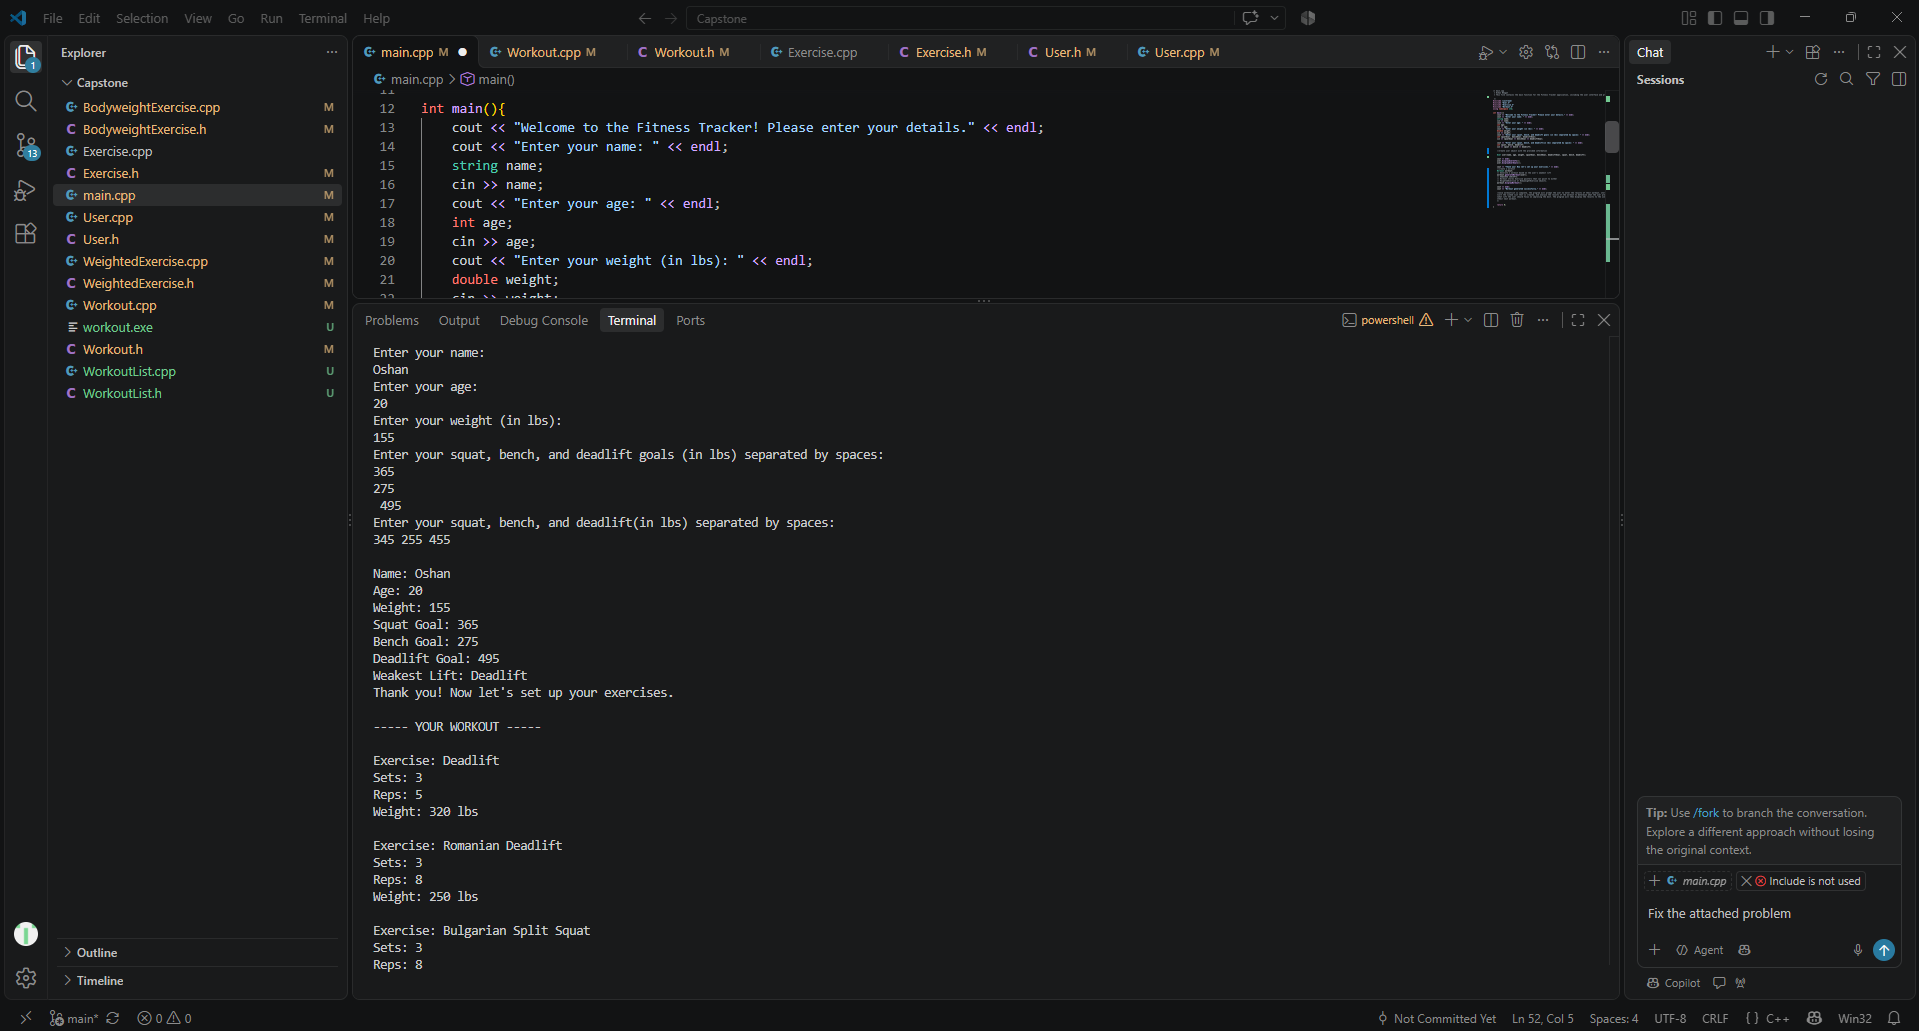 File Edit Selection View Go Run Terminal Help
Capstone
Explorer
Capstone
BodyweightExercise.cpp M
BodyweightExercise.h M
Exercise.cpp
Exercise.h M
main.cpp M
User.cpp M
User.h M
WeightedExercise.cpp M
WeightedExercise.h M
Workout.cpp M
workout.exe U
Workout.h M
WorkoutList.cpp U
WorkoutList.h U
Outline
Timeline
1
13
main.cpp M
Workout.cpp M
Workout.h M
Exercise.cpp
Exercise.h M
User.h M
User.cpp M
main.cpp > main()
11
12 int main(){
13 cout << "Welcome to the Fitness Tracker! Please enter your details." << endl;
14 cout << "Enter your name: " << endl;
15 string name;
16 cin >> name;
17 cout << "Enter your age: " << endl;
18 int age;
19 cin >> age;
20 cout << "Enter your weight (in lbs): " << endl;
21 double weight;
22 cin >> weight;
Problems Output Debug Console Terminal Ports
powershell
Enter your name:
Oshan
Enter your age:
20
Enter your weight (in lbs):
155
Enter your squat, bench, and deadlift goals (in lbs) separated by spaces:
365
275
495
Enter your squat, bench, and deadlift(in lbs) separated by spaces:
345 255 455
Name: Oshan
Age: 20
Weight: 155
Squat Goal: 365
Bench Goal: 275
Deadlift Goal: 495
Weakest Lift: Deadlift
Thank you! Now let's set up your exercises.
----- YOUR WORKOUT -----
Exercise: Deadlift
Sets: 3
Reps: 5
Weight: 320 lbs
Exercise: Romanian Deadlift
Sets: 3
Reps: 8
Weight: 250 lbs
Exercise: Bulgarian Split Squat
Sets: 3
Reps: 8
Chat
Sessions
Tip: Use /fork to branch the conversation.
Explore a different approach without losing
the original context.
main.cpp
Include is not used
Fix the attached problem
Agent
Copilot
main*
0 0
Not Committed Yet
Ln 52, Col 5
Spaces: 4
UTF-8
CRLF
{ } C++
Win32